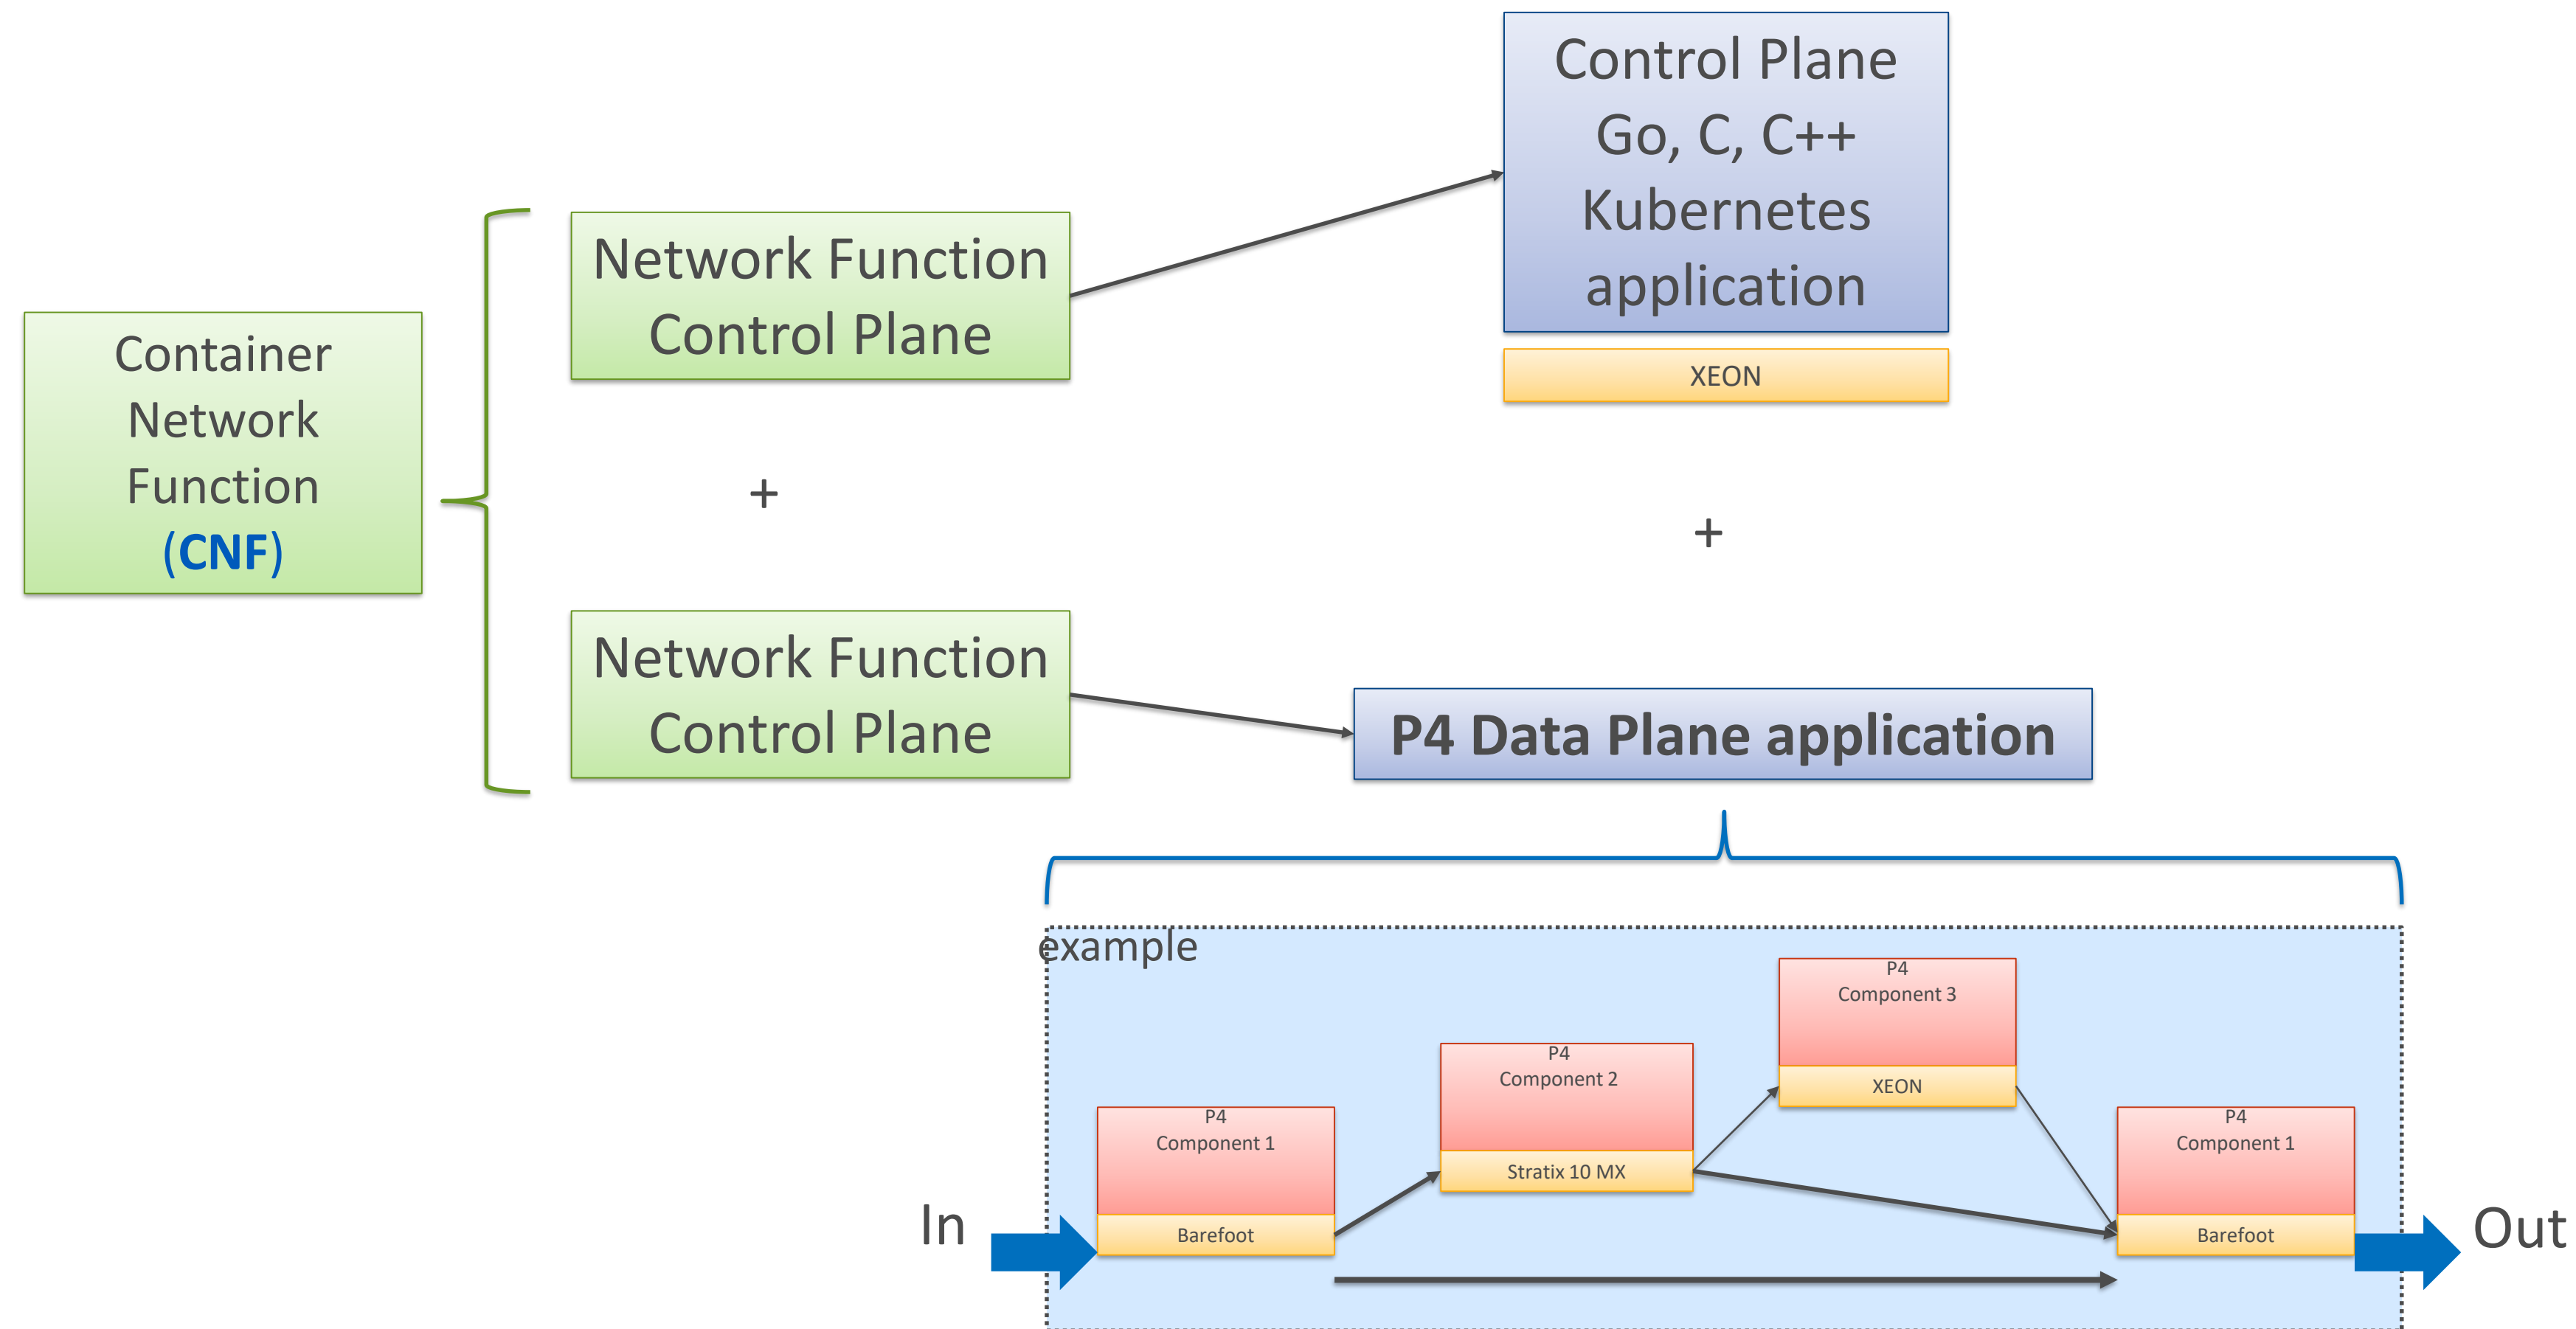 Container
Network
Function
(CNF)
Network Function
Control Plane
+
Network Function
Control Plane
Control Plane
Go, C, C++
Kubernetes
application
XEON
+
P4 Data Plane application
example
In
P4
Component 1
Barefoot
P4
Component 2
Stratix 10 MX
P4
Component 3
XEON
P4
Component 1
Barefoot
Out